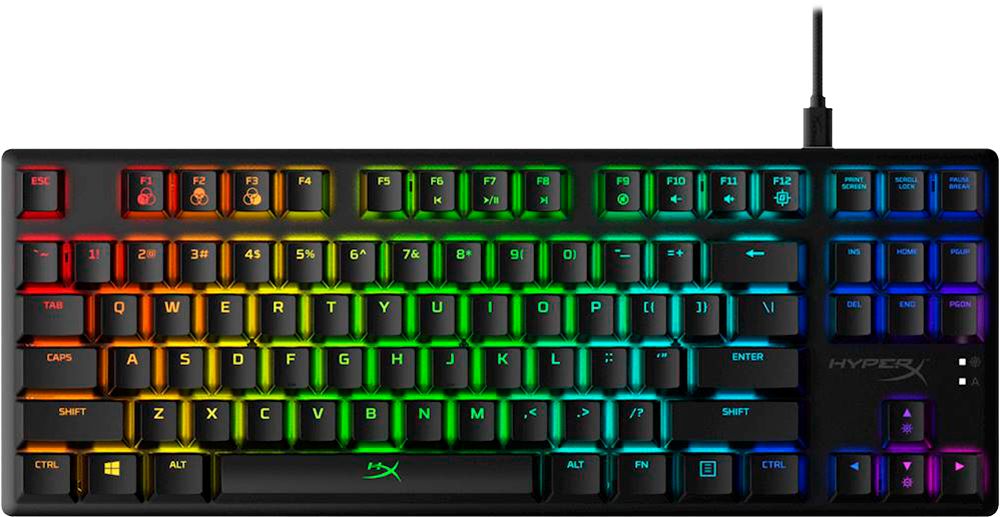 ESC F1 F2 F3 F4 F5 F6 F7 F8 F9 F10 F11 F12 PRINT SCREEN SCROLL LOCK PAUSE BREAK
`~ 1! 2@ 3# 4$ 5% 6^ 7& 8* 9( 0) -_ =+ INS HOME PGUP
TAB Q W E R T Y U I O P [{ ]} \| DEL END PGDN
CAPS A S D F G H J K L ;: '" ENTER HYPERX A
SHIFT Z X C V B N M ,< .> /? SHIFT
CTRL ALT HX ALT FN CTRL